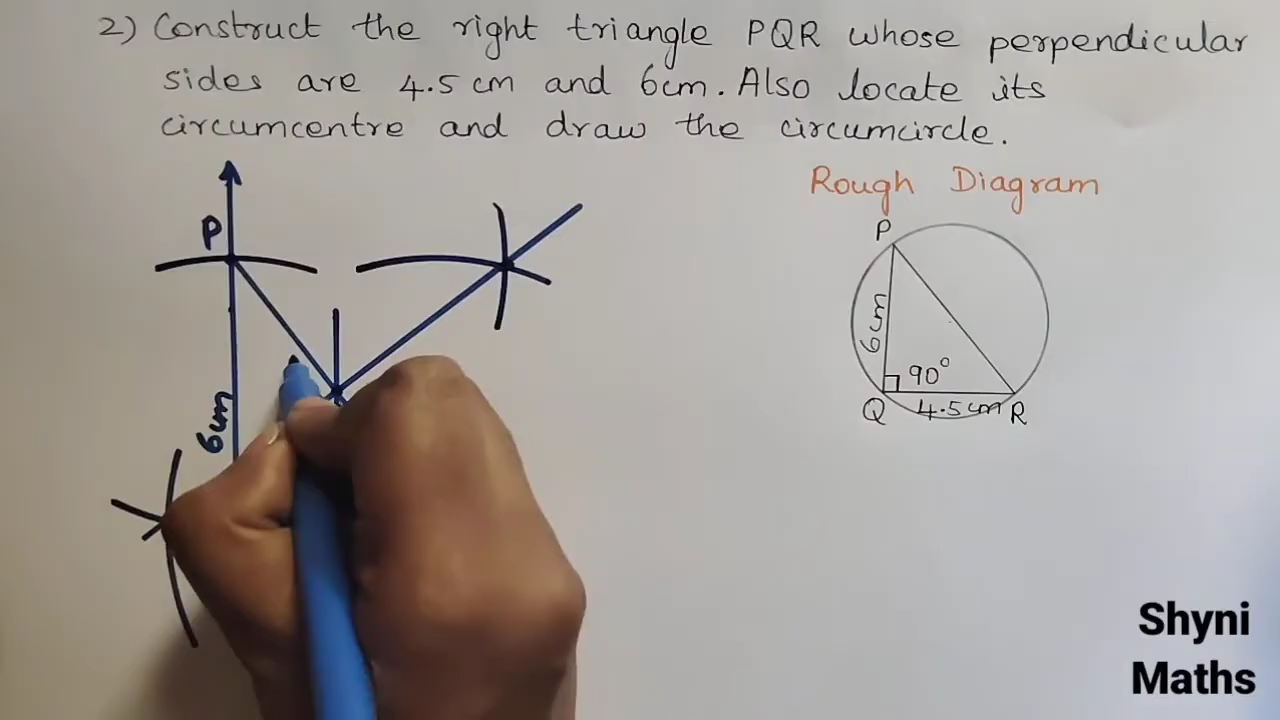 2) Construct the right triangle PQR whose perpendicular
sides are 4.5 cm and 6cm. Also locate its
circumcentre and draw the circumcircle.
Rough Diagram
P
6cm
90°
Q
4.5cm
R
P
6cm
Shyni
Maths